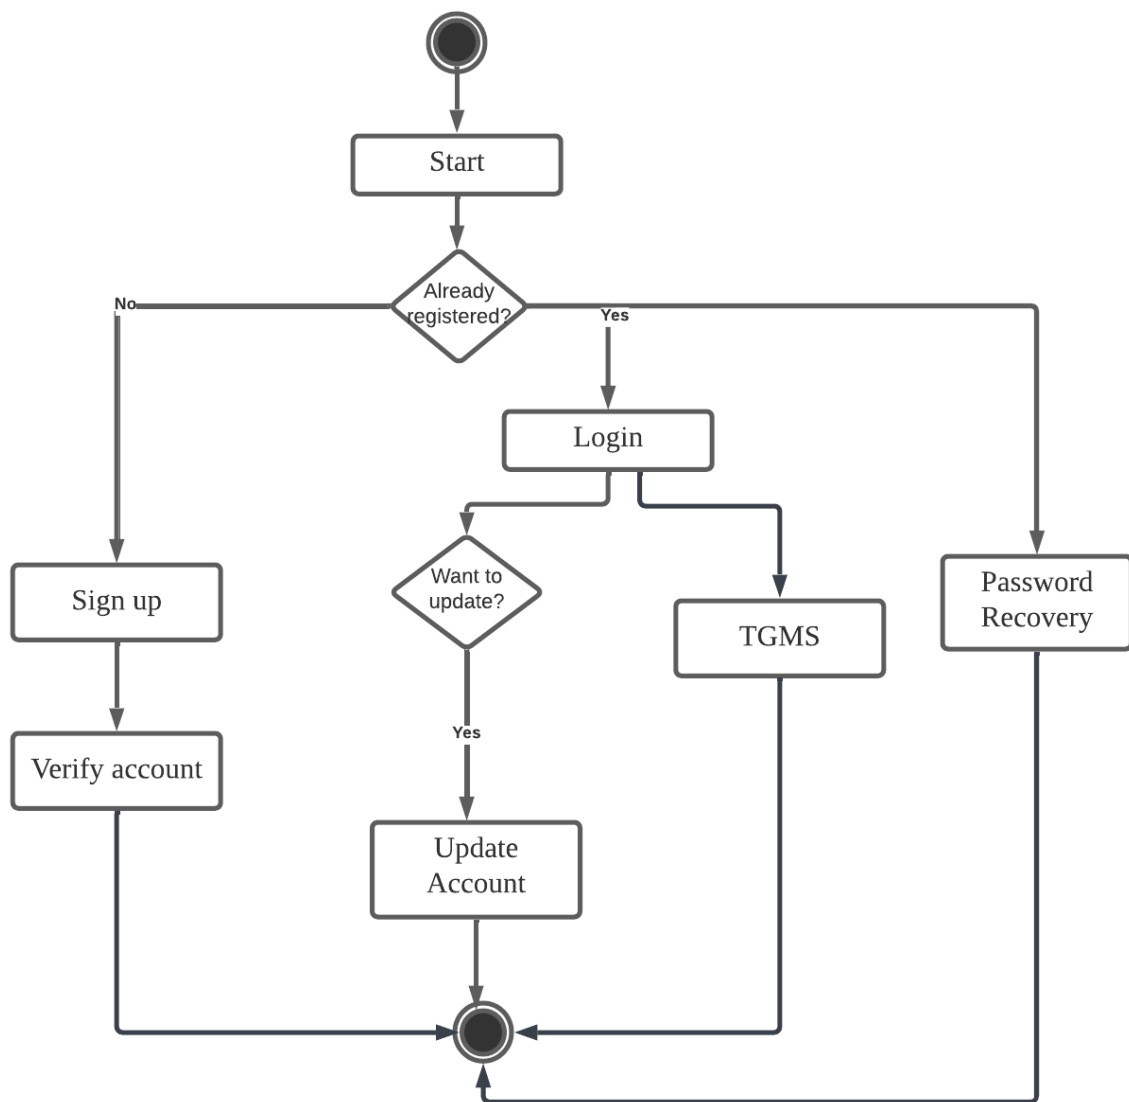 Start
Already
registered?
No
Yes
Login
Want to
update?
Password
Recovery
Sign up
TGMS
Yes
Verify account
Update
Account